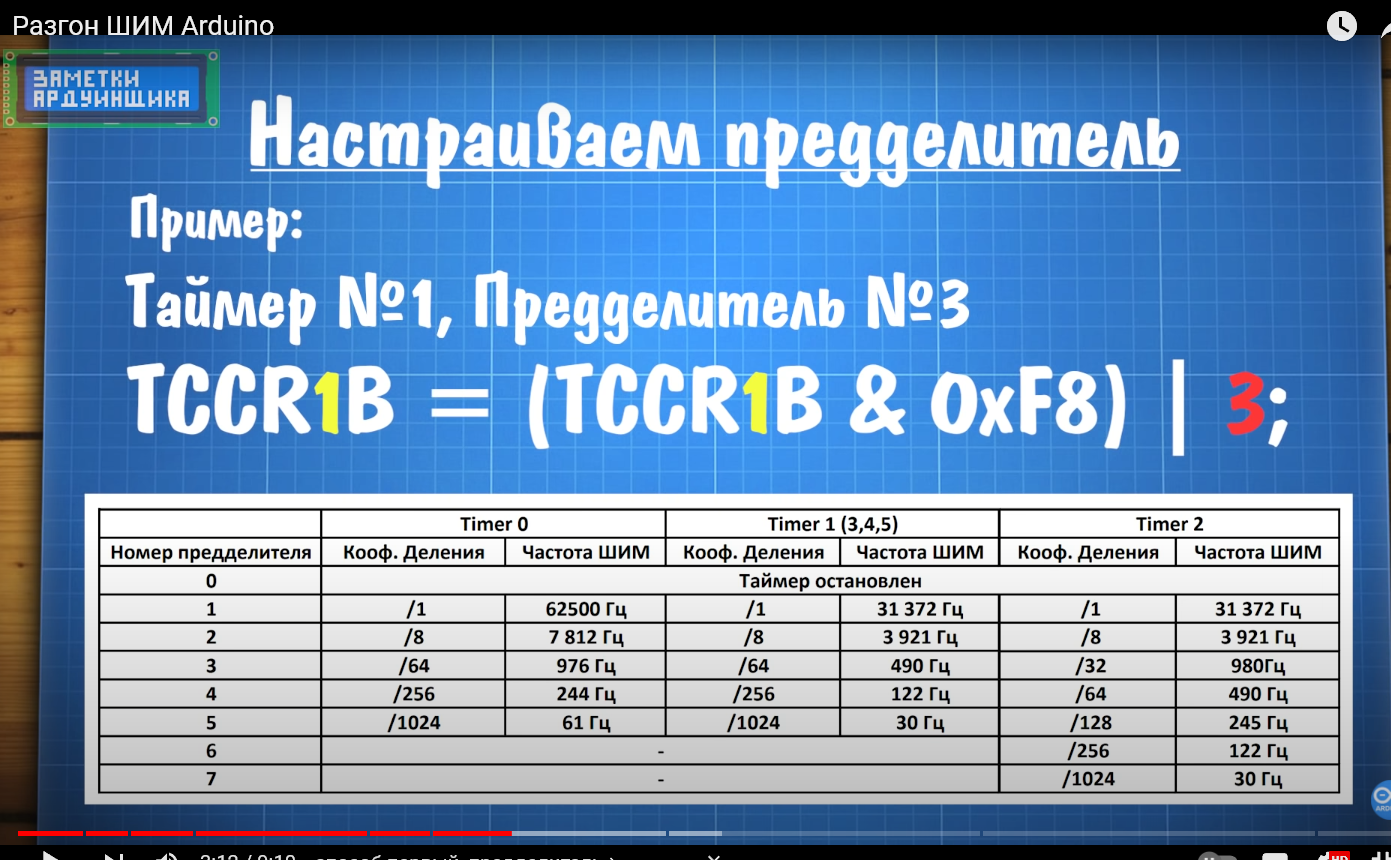 Разгон ШИМ Arduino
ЗАМЕТКИ
АРДУИНЩИКА
Настраиваем предделитель
Пример:
Таймер №1, Предделитель №3
TCCR1B = (TCCR1B & 0xF8) | 3;
Timer 0 Timer 1 (3,4,5) Timer 2
Номер предделителя Кооф. Деления Частота ШИМ Кооф. Деления Частота ШИМ Кооф. Деления Частота ШИМ
0 Таймер остановлен
1 /1 62500 Гц /1 31 372 Гц /1 31 372 Гц
2 /8 7 812 Гц /8 3 921 Гц /8 3 921 Гц
3 /64 976 Гц /64 490 Гц /32 980Гц
4 /256 244 Гц /256 122 Гц /64 490 Гц
5 /1024 61 Гц /1024 30 Гц /128 245 Гц
6 - /256 122 Гц
7 - /1024 30 Гц
HD